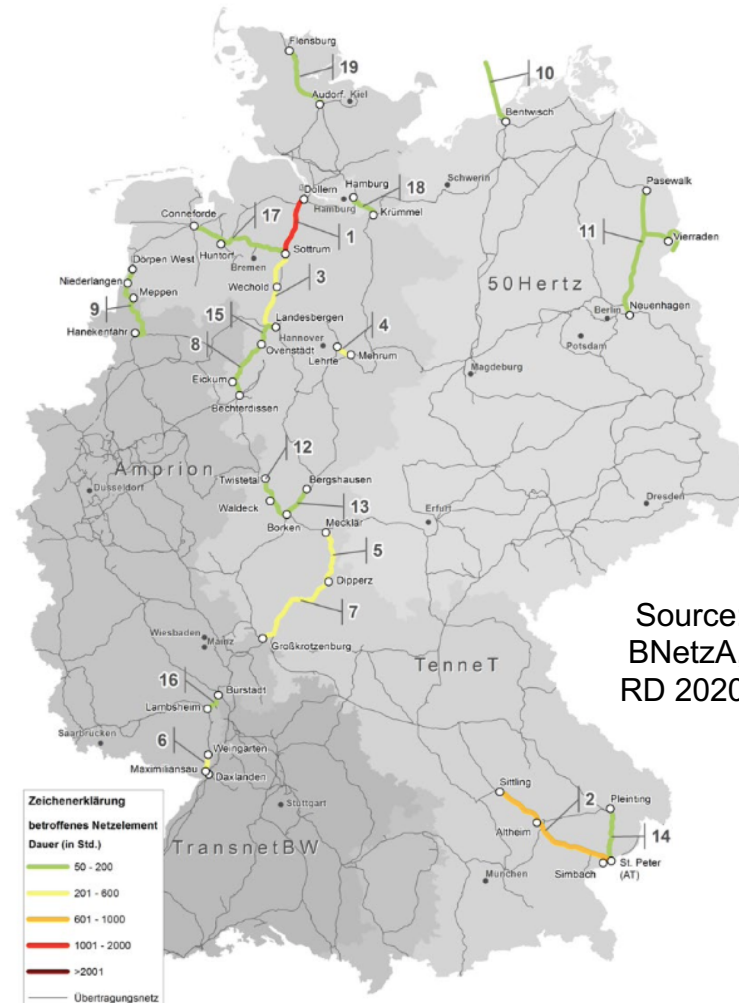 Flensburg
19
Audorf
Kiel
10
Bentwisch
Schwerin
Pasewalk
Dollern
Hamburg
Hamburg
18
Krümmel
Conneforde
17
1
11
Vierraden
Huntorf
Bremen
Sottrum
Dörpen West
3
50Hertz
Niederlangen
Wechold
Meppen
9
15
Landesbergen
Hannover
4
Berlin
Neuenhagen
Hanekenfähr
8
Ovenstädt
Lehrte
Mehrum
Potsdam
Eickum
Magdeburg
Bechterdissen
12
Amprion
Twistetal
Bergshausen
Düsseldorf
Waldeck
13
Dresden
Borken
Mecklar
Erfurt
5
Dipperz
7
Source
BNetzA.
RD 2020
Wiesbaden
Mainz
Großkrotzenburg
TenneT
16
Bürstadt
Lambsheim
Saarbrücken
6
Weingarten
Maximiliansau
Daxlanden
Sittling
2
Pleinting
Stuttgart
Altheim
14
TransnetBW
Simbach
St. Peter
(AT)
München
Zeichenerklärung
betroffenes Netzelement
Dauer (in Std.)
50 - 200
201 - 600
601 - 1000
1001 - 2000
>2001
Übertragungsnetz